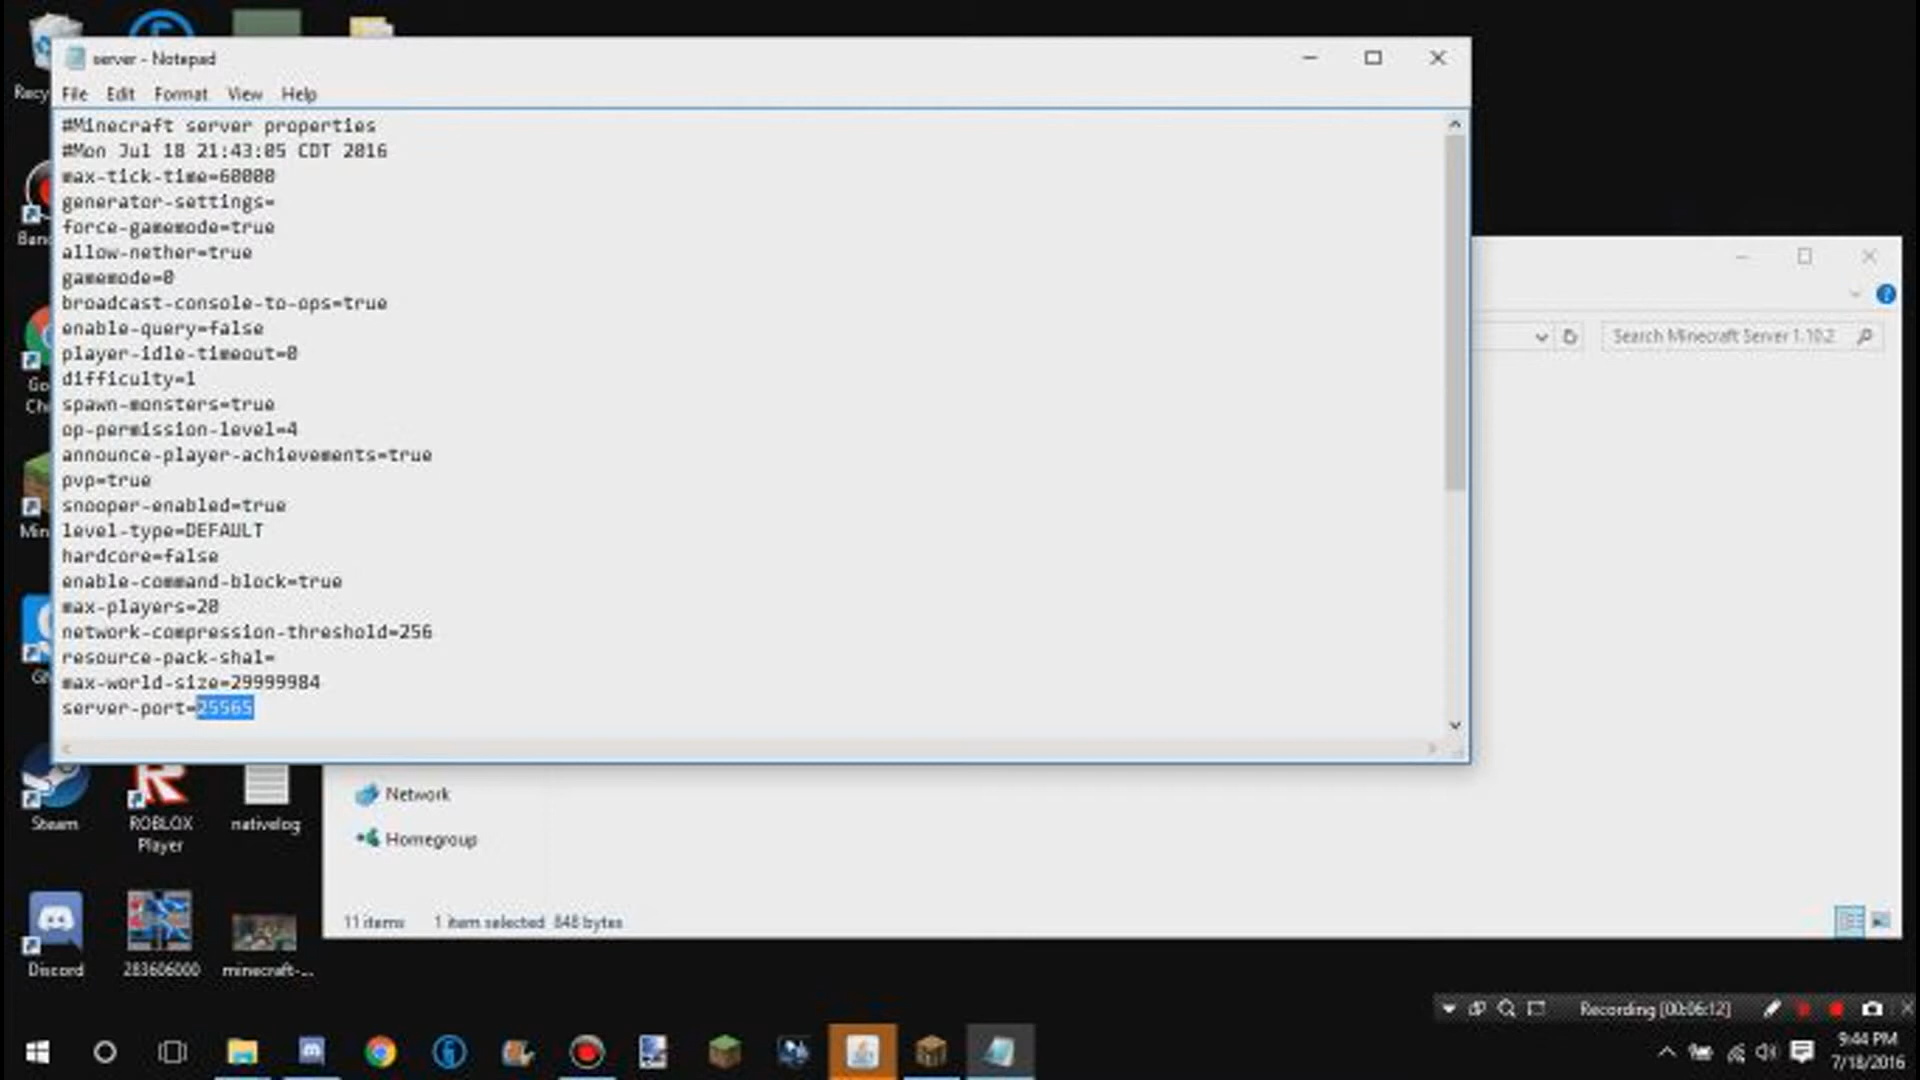 server - Notepad
File Edit Format View Help
#Minecraft server properties
#Mon Jul 18 21:43:05 CDT 2016
max-tick-time=60000
generator-settings=
force-gamemode=true
allow-nether=true
gamemode=0
broadcast-console-to-ops=true
enable-query=false
player-idle-timeout=0
difficulty=1
spawn-monsters=true
op-permission-level=4
announce-player-achievements=true
pvp=true
snooper-enabled=true
level-type=DEFAULT
hardcore=false
enable-command-block=true
max-players=20
network-compression-threshold=256
resource-pack-sha1=
max-world-size=29999984
server-port=25565
Search Minecraft Server 1.10.2
Recy
Ban
Go
Ch
Min
Network
Homegroup
11 items 1 item selected 848 bytes
Steam
ROBLOX
Player
nativelog
Discord
283606000
minecraft-...
Recording [00:06:12]
9:44 PM
7/18/2016